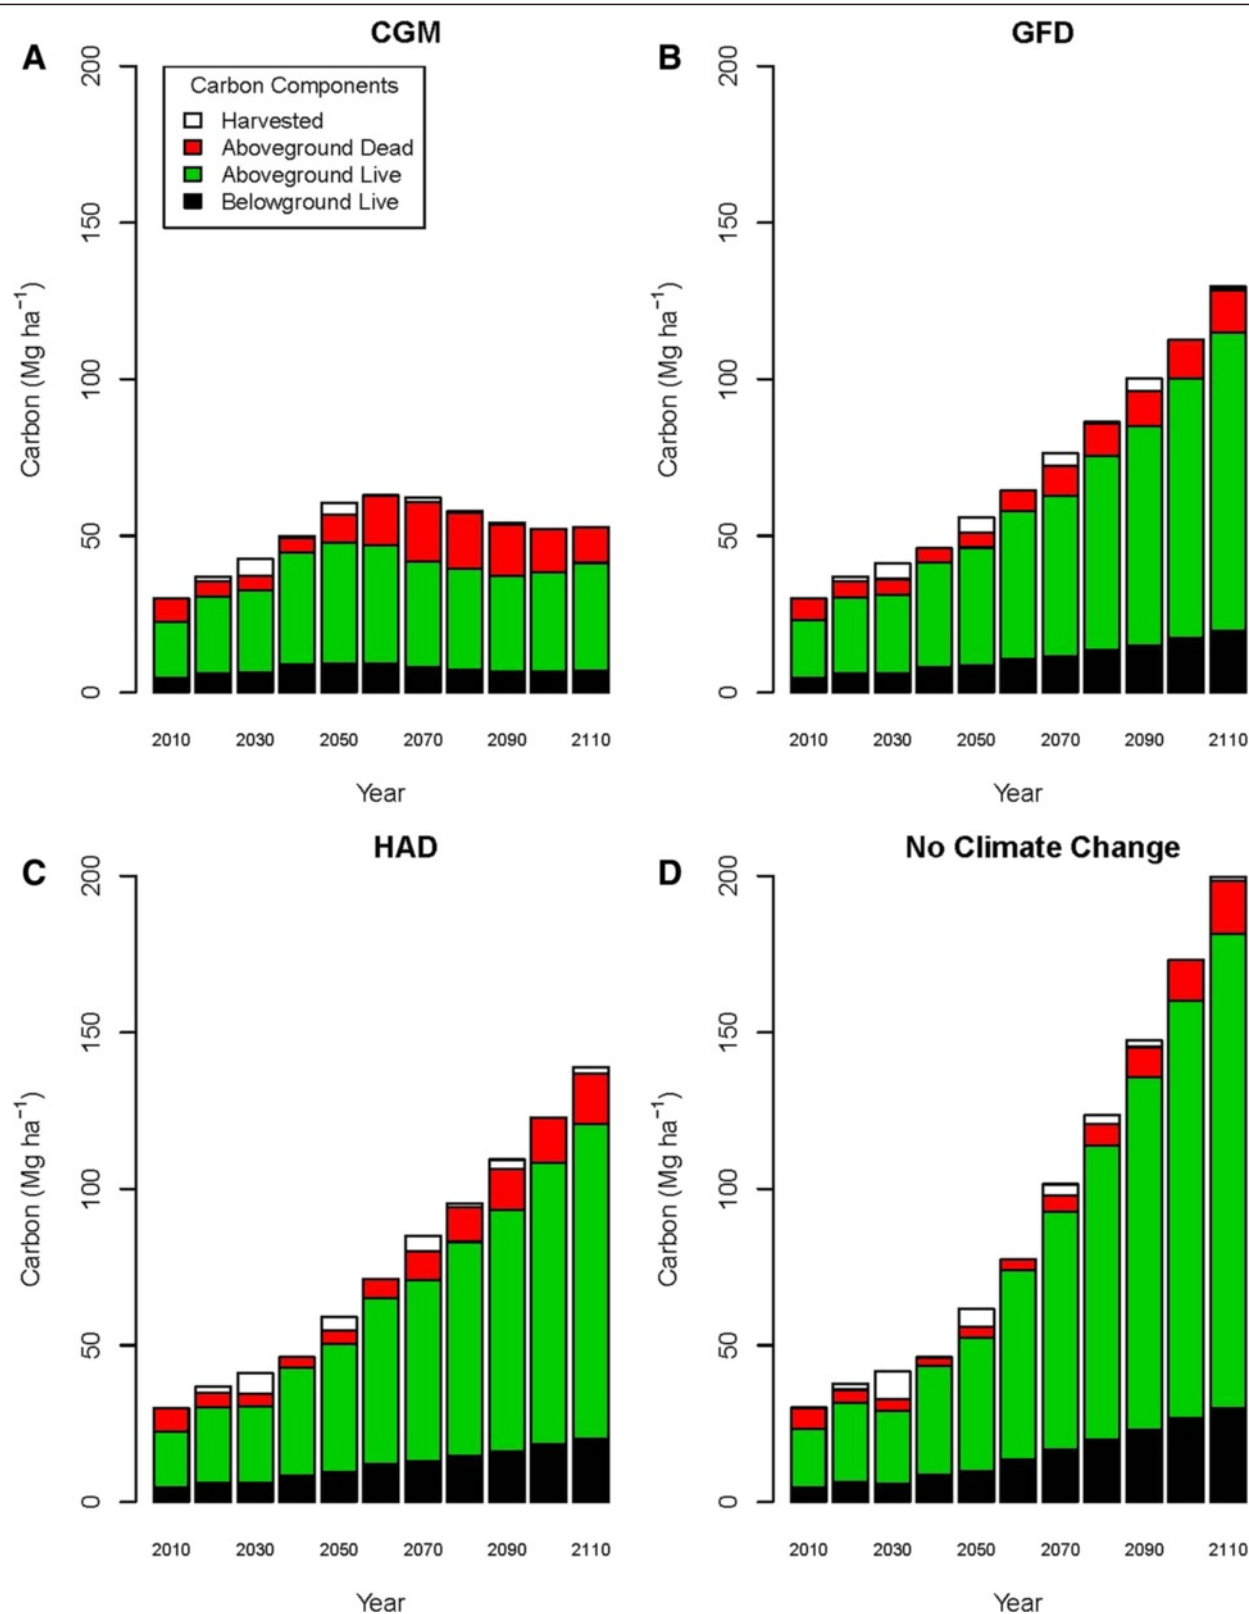 A
CGM
Carbon Components
Harvested
Aboveground Dead
Aboveground Live
Belowground Live
Carbon (Mg ha⁻¹)
200
150
100
50
0
2010 2030 2050 2070 2090 2110
Year
B
GFD
Carbon (Mg ha⁻¹)
200
150
100
50
0
2010 2030 2050 2070 2090 2110
Year
C
HAD
Carbon (Mg ha⁻¹)
200
150
100
50
0
2010 2030 2050 2070 2090 2110
Year
D
No Climate Change
Carbon (Mg ha⁻¹)
200
150
100
50
0
2010 2030 2050 2070 2090 2110
Year